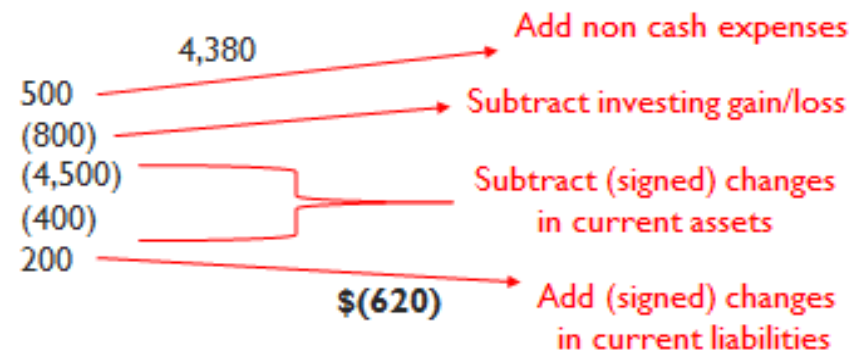 4,380
Add non cash expenses
500
Subtract investing gain/loss
(800)
(4,500)
Subtract (signed) changes
in current assets
(400)
200
$(620)
Add (signed) changes
in current liabilities